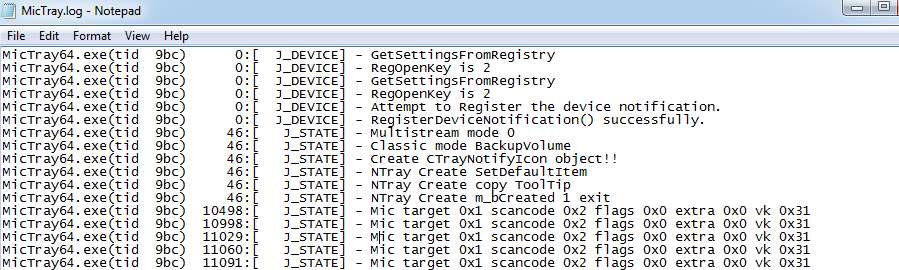 MicTray.log - Notepad
File Edit Format View Help
MicTray64.exe(tid 9bc) 0:[ J_DEVICE] - GetSettingsFromRegistry
MicTray64.exe(tid 9bc) 0:[ J_DEVICE] - RegOpenKey is 2
MicTray64.exe(tid 9bc) 0:[ J_DEVICE] - GetSettingsFromRegistry
MicTray64.exe(tid 9bc) 0:[ J_DEVICE] - RegOpenKey is 2
MicTray64.exe(tid 9bc) 0:[ J_DEVICE] - Attempt to Register the device notification.
MicTray64.exe(tid 9bc) 0:[ J_DEVICE] - RegisterDeviceNotification() successfully.
MicTray64.exe(tid 9bc) 46:[ J_STATE] - Multistream mode 0
MicTray64.exe(tid 9bc) 46:[ J_STATE] - Classic mode BackupVolume
MicTray64.exe(tid 9bc) 46:[ J_STATE] - Create CTrayNotifyIcon object!!
MicTray64.exe(tid 9bc) 46:[ J_STATE] - NTray Create SetDefaultItem
MicTray64.exe(tid 9bc) 46:[ J_STATE] - NTray Create copy ToolTip
MicTray64.exe(tid 9bc) 46:[ J_STATE] - NTray Create m_bCreated 1 exit
MicTray64.exe(tid 9bc) 10498:[ J_STATE] - Mic target 0x1 scancode 0x2 flags 0x0 extra 0x0 vk 0x31
MicTray64.exe(tid 9bc) 10998:[ J_STATE] - Mic target 0x1 scancode 0x2 flags 0x0 extra 0x0 vk 0x31
MicTray64.exe(tid 9bc) 11029:[ J_STATE] - Mic target 0x1 scancode 0x2 flags 0x0 extra 0x0 vk 0x31
MicTray64.exe(tid 9bc) 11060:[ J_STATE] - Mic target 0x1 scancode 0x2 flags 0x0 extra 0x0 vk 0x31
MicTray64.exe(tid 9bc) 11091:[ J_STATE] - Mic target 0x1 scancode 0x2 flags 0x0 extra 0x0 vk 0x31